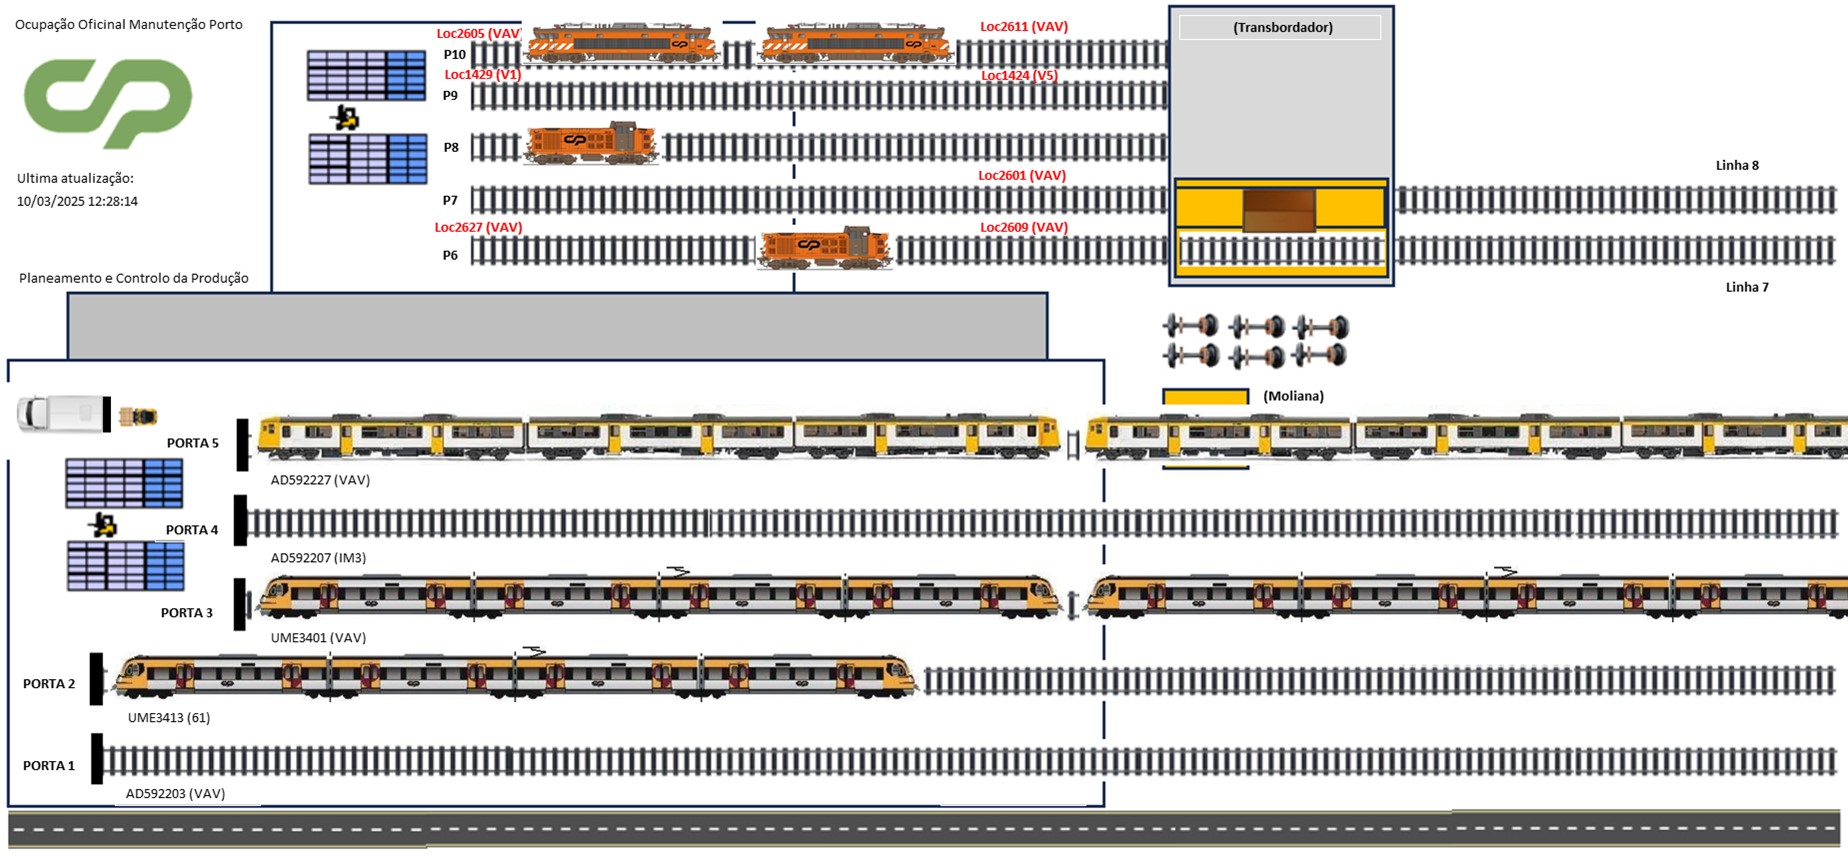 Ocupação Oficinal Manutenção Porto
CP
Ultima atualização:
10/03/2025 12:28:14
Planeamento e Controlo da Produção
Loc2605 (VAV)
Loc2611 (VAV)
P10
Loc1429 (V1)
Loc1424 (V5)
P9
P8
Loc2601 (VAV)
P7
Loc2627 (VAV)
Loc2609 (VAV)
P6
(Transbordador)
Linha 8
Linha 7
(Moliana)
PORTA 5
AD592227 (VAV)
PORTA 4
AD592207 (IM3)
PORTA 3
UME3401 (VAV)
PORTA 2
UME3413 (61)
PORTA 1
AD592203 (VAV)